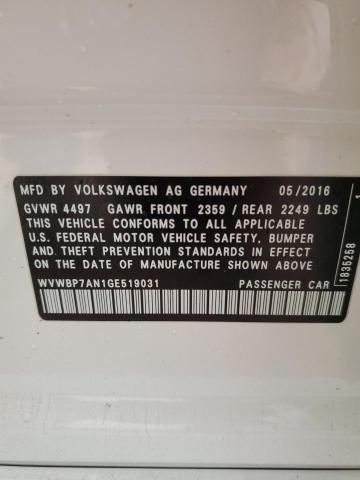 MFD BY VOLKSWAGEN AG GERMANY 05/2016
GVWR 4497 GAWR FRONT 2359 / REAR 2249 LBS
THIS VEHICLE CONFORMS TO ALL APPLICABLE
U.S. FEDERAL MOTOR VEHICLE SAFETY, BUMPER
AND THEFT PREVENTION STANDARDS IN EFFECT
ON THE DATE OF MANUFACTURE SHOWN ABOVE
WVWBP7AN1GE519031 PASSENGER CAR
1835258 1